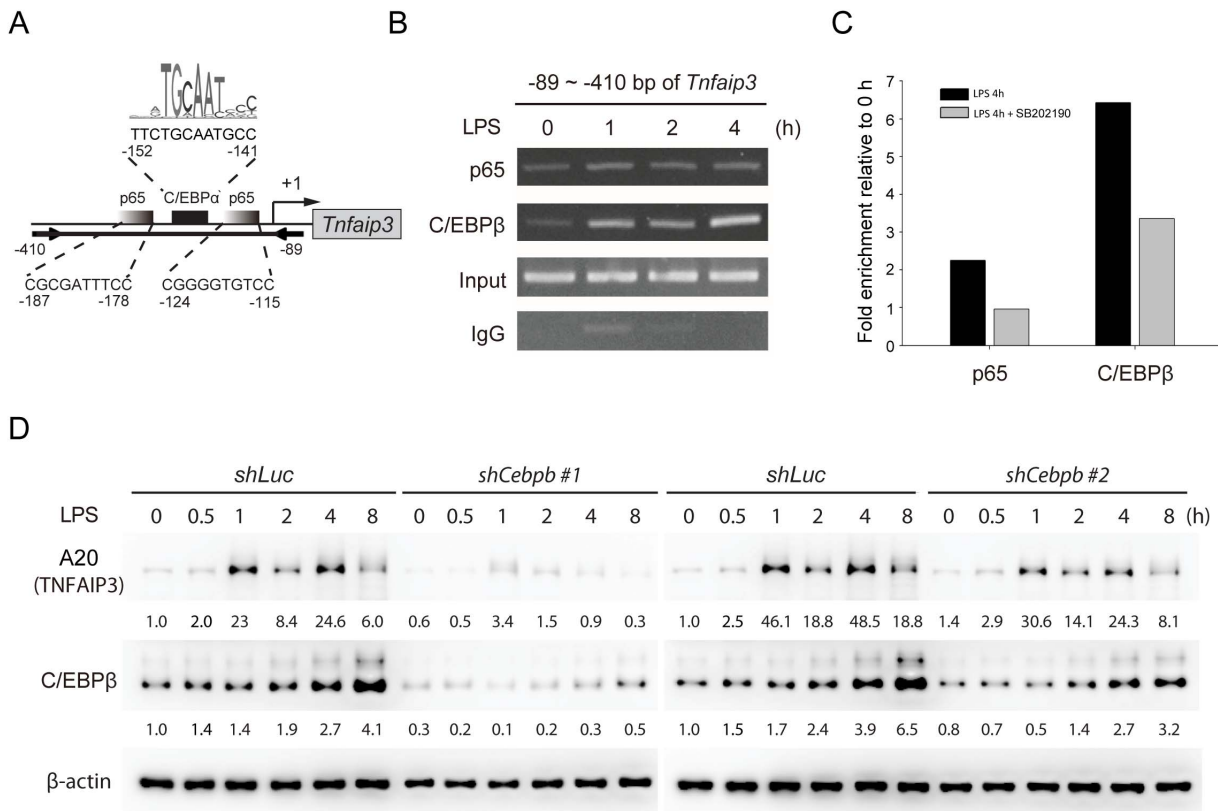 A
TGCAAT
TTCTGCAATGCC
-152 -141
p65 C/EBPα p65 +1
Tnfaip3
-410 -89
CGCGATTTCC CGGGGTGTCC
-187 -178 -124 -115
B
-89 ~ -410 bp of Tnfaip3
LPS 0 1 2 4 (h)
p65
C/EBPβ
Input
IgG
C
Fold enrichment relative to 0 h
7
6
5
4
3
2
1
0
LPS 4h
LPS 4h + SB202190
p65 C/EBPβ
D
shLuc shCebpb #1 shLuc shCebpb #2
LPS 0 0.5 1 2 4 8 0 0.5 1 2 4 8 0 0.5 1 2 4 8 0 0.5 1 2 4 8 (h)
A20
(TNFAIP3)
1.0 2.0 23 8.4 24.6 6.0 0.6 0.5 3.4 1.5 0.9 0.3 1.0 2.5 46.1 18.8 48.5 18.8 1.4 2.9 30.6 14.1 24.3 8.1
C/EBPβ
1.0 1.4 1.4 1.9 2.7 4.1 0.3 0.2 0.1 0.2 0.3 0.5 1.0 1.5 1.7 2.4 3.9 6.5 0.8 0.7 0.5 1.4 2.7 3.2
β-actin